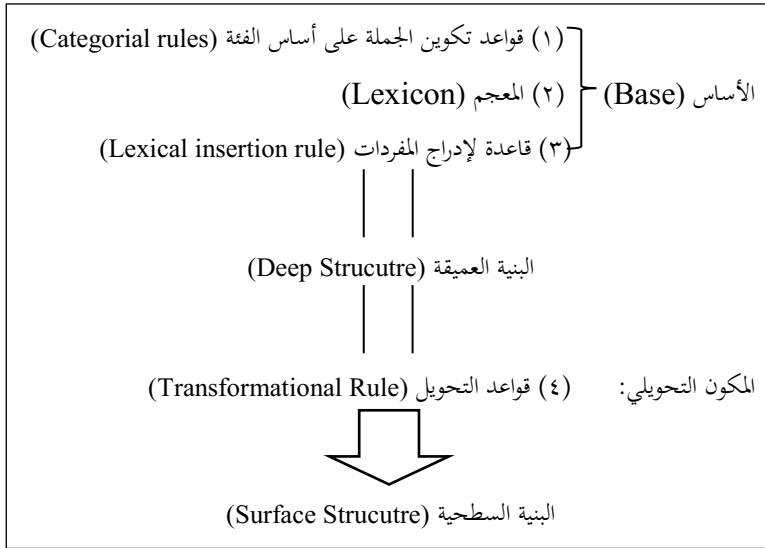 (١) قواعد تكوين الجملة على أساس الفئة (Categorial rules)
الأساس (Base) (٢) المعجم (Lexicon)
(٣) قاعدة لإدراج المفردات (Lexical insertion rule)
البنية العميقة (Deep Strucutre)
المكون التحويلي: (٤) قواعد التحويل (Transformational Rule)
البنية السطحية (Surface Strucutre)